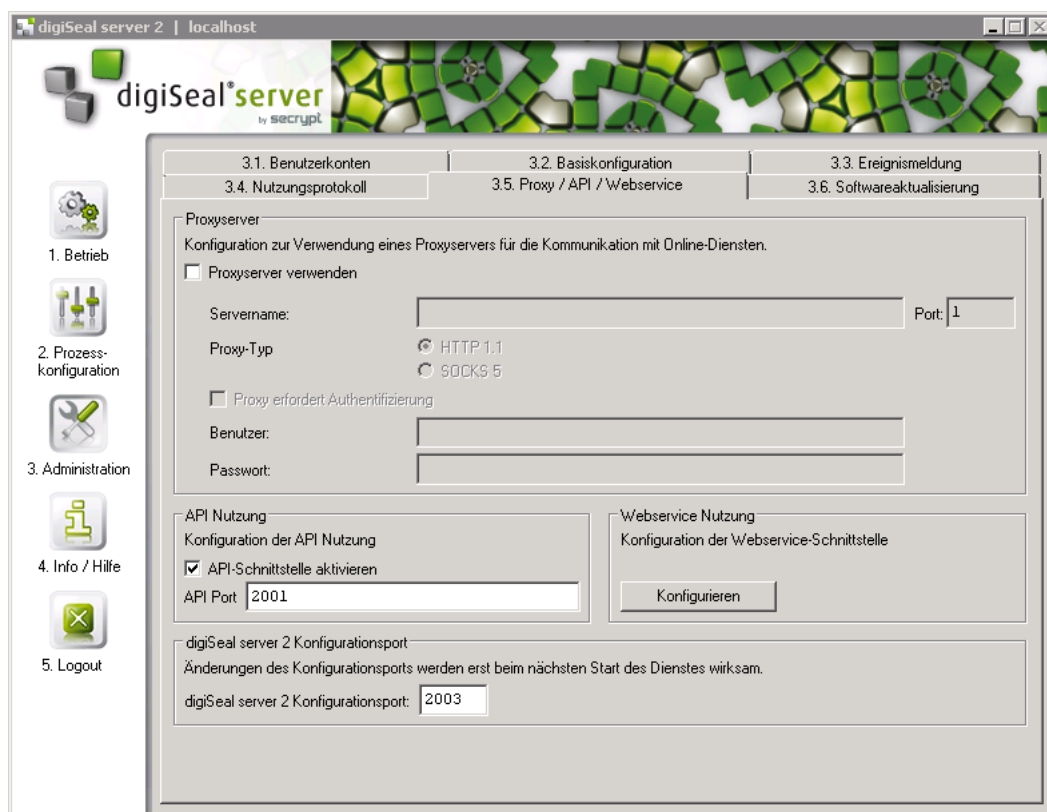 digiSeal server 2 | localhost
digiSeal®server
by secrypt
3.1. Benutzerkonten
3.2. Basiskonfiguration
3.3. Ereignismeldung
3.4. Nutzungsprotokoll
3.5. Proxy / API / Webservice
3.6. Softwareaktualisierung
1. Betrieb
2. Prozess-
konfiguration
3. Administration
4. Info / Hilfe
5. Logout
Proxyserver
Konfiguration zur Verwendung eines Proxyservers für die Kommunikation mit Online-Diensten.
Proxyserver verwenden
Servername:
Port: 1
Proxy-Typ
HTTP 1.1
SOCKS 5
Proxy erfordert Authentifizierung
Benutzer:
Passwort:
API Nutzung
Konfiguration der API Nutzung
API-Schnittstelle aktivieren
API Port 2001
Webservice Nutzung
Konfiguration der Webservice-Schnittstelle
Konfigurieren
digiSeal server 2 Konfigurationsport
Änderungen des Konfigurationsports werden erst beim nächsten Start des Dienstes wirksam.
digiSeal server 2 Konfigurationsport: 2003